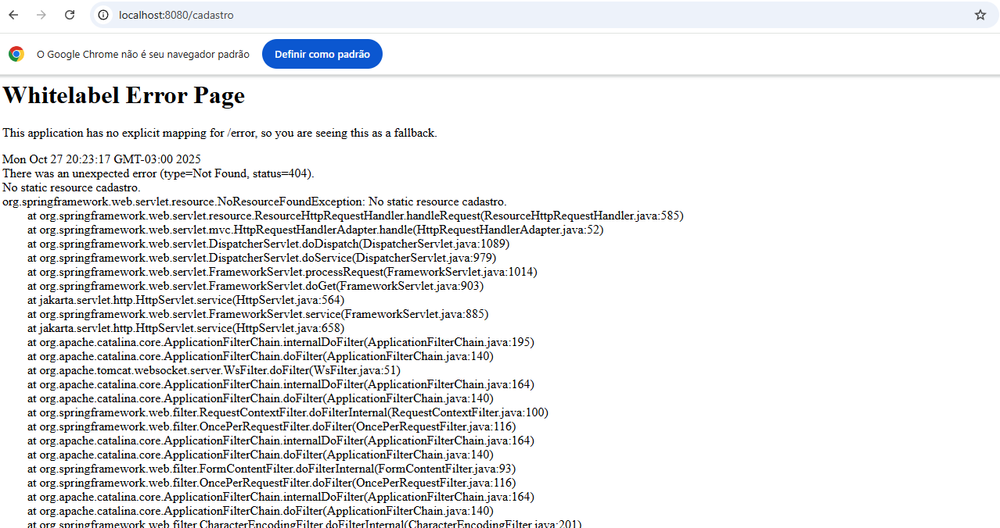 localhost:8080/cadastro
O Google Chrome não é seu navegador padrão Definir como padrão
Whitelabel Error Page
This application has no explicit mapping for /error, so you are seeing this as a fallback.
Mon Oct 27 20:23:17 GMT-03:00 2025
There was an unexpected error (type=Not Found, status=404).
No static resource cadastro.
org.springframework.web.servlet.resource.NoResourceFoundException: No static resource cadastro.
at org.springframework.web.servlet.resource.ResourceHttpRequestHandler.handleRequest(ResourceHttpRequestHandler.java:585)
at org.springframework.web.servlet.mvc.HttpRequestHandlerAdapter.handle(HttpRequestHandlerAdapter.java:52)
at org.springframework.web.servlet.DispatcherServlet.doDispatch(DispatcherServlet.java:1089)
at org.springframework.web.servlet.DispatcherServlet.doService(DispatcherServlet.java:979)
at org.springframework.web.servlet.FrameworkServlet.processRequest(FrameworkServlet.java:1014)
at org.springframework.web.servlet.FrameworkServlet.doGet(FrameworkServlet.java:903)
at jakarta.servlet.http.HttpServlet.service(HttpServlet.java:564)
at org.springframework.web.servlet.FrameworkServlet.service(FrameworkServlet.java:885)
at jakarta.servlet.http.HttpServlet.service(HttpServlet.java:658)
at org.apache.catalina.core.ApplicationFilterChain.internalDoFilter(ApplicationFilterChain.java:195)
at org.apache.catalina.core.ApplicationFilterChain.doFilter(ApplicationFilterChain.java:140)
at org.apache.tomcat.websocket.server.WsFilter.doFilter(WsFilter.java:51)
at org.apache.catalina.core.ApplicationFilterChain.internalDoFilter(ApplicationFilterChain.java:164)
at org.apache.catalina.core.ApplicationFilterChain.doFilter(ApplicationFilterChain.java:140)
at org.springframework.web.filter.RequestContextFilter.doFilterInternal(RequestContextFilter.java:100)
at org.springframework.web.filter.OncePerRequestFilter.doFilter(OncePerRequestFilter.java:116)
at org.apache.catalina.core.ApplicationFilterChain.internalDoFilter(ApplicationFilterChain.java:164)
at org.apache.catalina.core.ApplicationFilterChain.doFilter(ApplicationFilterChain.java:140)
at org.springframework.web.filter.FormContentFilter.doFilterInternal(FormContentFilter.java:93)
at org.springframework.web.filter.OncePerRequestFilter.doFilter(OncePerRequestFilter.java:116)
at org.apache.catalina.core.ApplicationFilterChain.internalDoFilter(ApplicationFilterChain.java:164)
at org.apache.catalina.core.ApplicationFilterChain.doFilter(ApplicationFilterChain.java:140)
at org.springframework.web.filter.CharacterEncodingFilter.doFilterInternal(CharacterEncodingFilter.java:201)